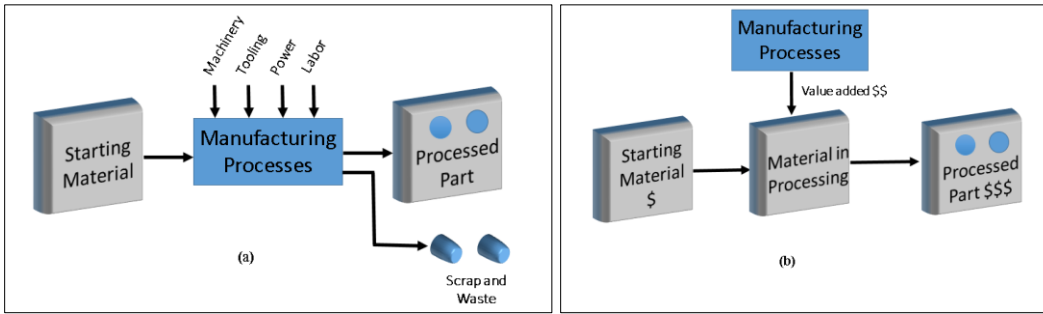 Machinery
Tooling
Power
Labor
Starting
Material
Manufacturing
Processes
Processed
Part
(a)
Scrap and
Waste
Manufacturing
Processes
Value added $$
Starting
Material
$
Material in
Processing
Processed
Part $$$
(b)